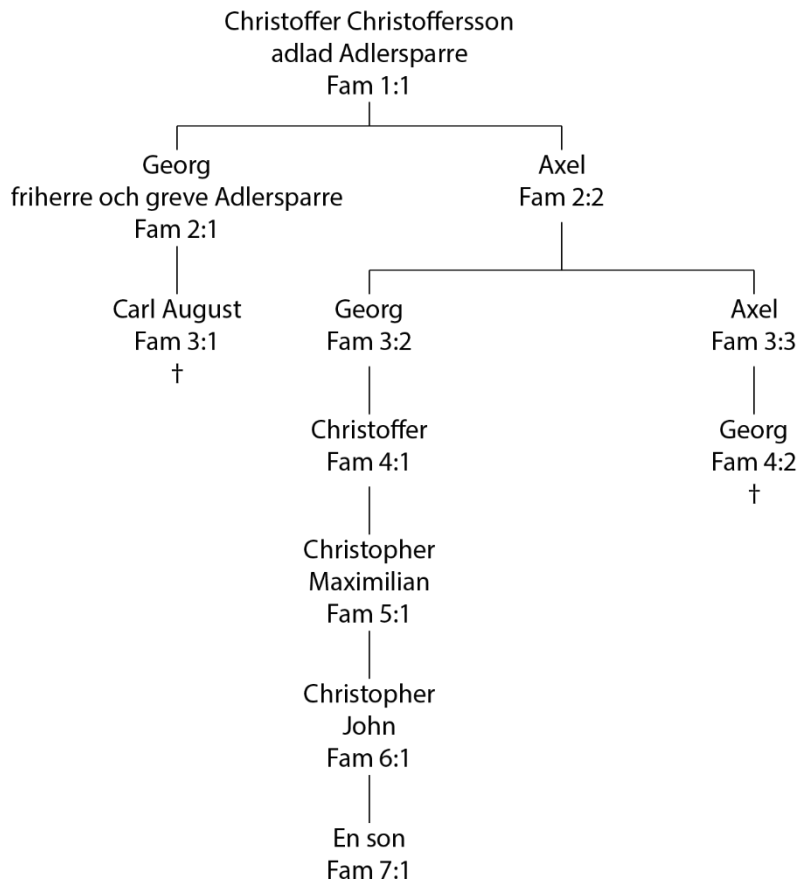 Christoffer Christoffersson
adlad Adlersparre
Fam 1:1
Georg
friherre och greve Adlersparre
Fam 2:1
Axel
Fam 2:2
Carl August
Fam 3:1
†
Georg
Fam 3:2
Axel
Fam 3:3
Christoffer
Fam 4:1
Georg
Fam 4:2
†
Christopher
Maximilian
Fam 5:1
Christopher
John
Fam 6:1
En son
Fam 7:1